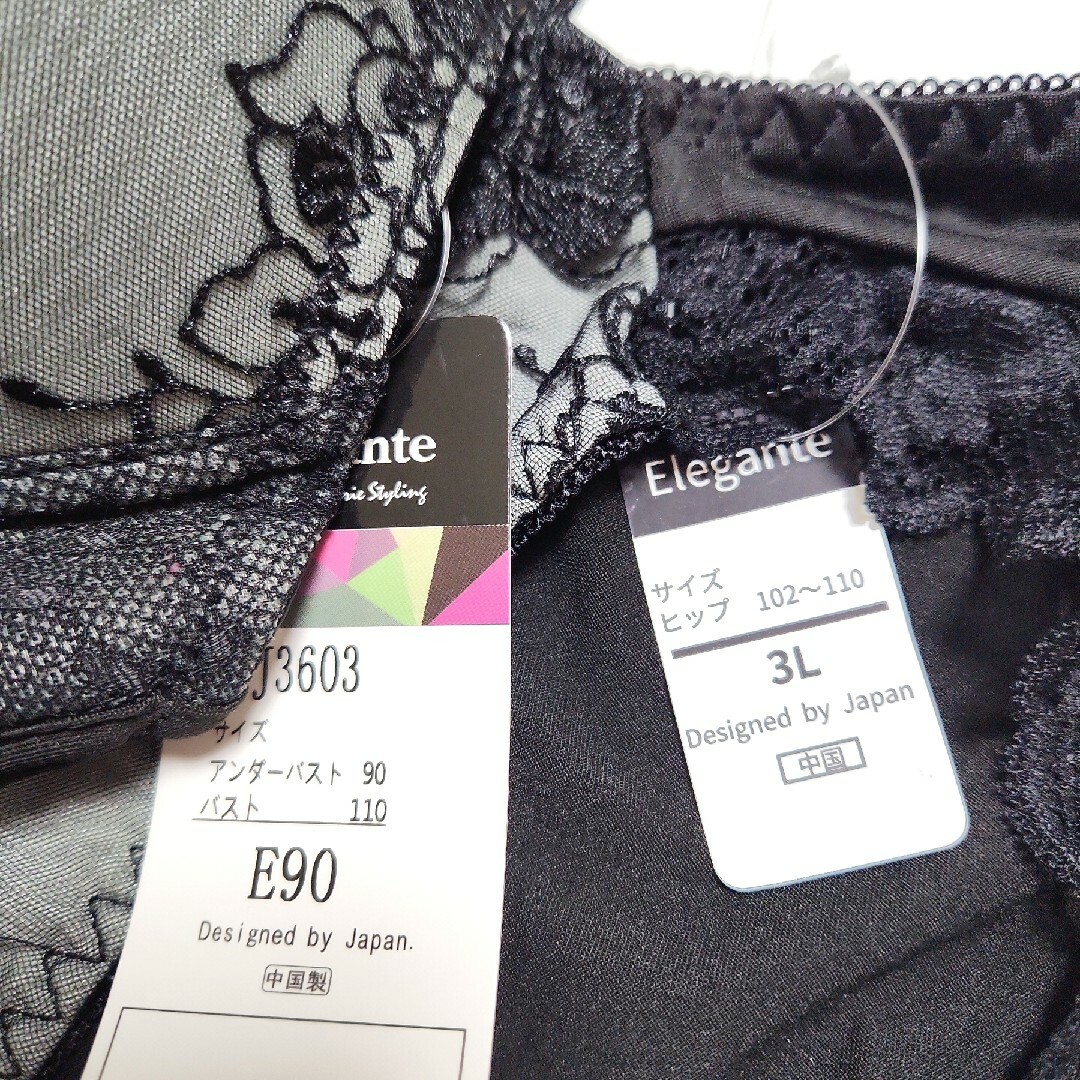 ante
Styling
J3603
サイズ
アンダーバスト 90
バスト 110
E90
Designed by Japan.
中国製
Elegante
サイズ
ヒップ 102～110
3L
Designed by Japan
中国